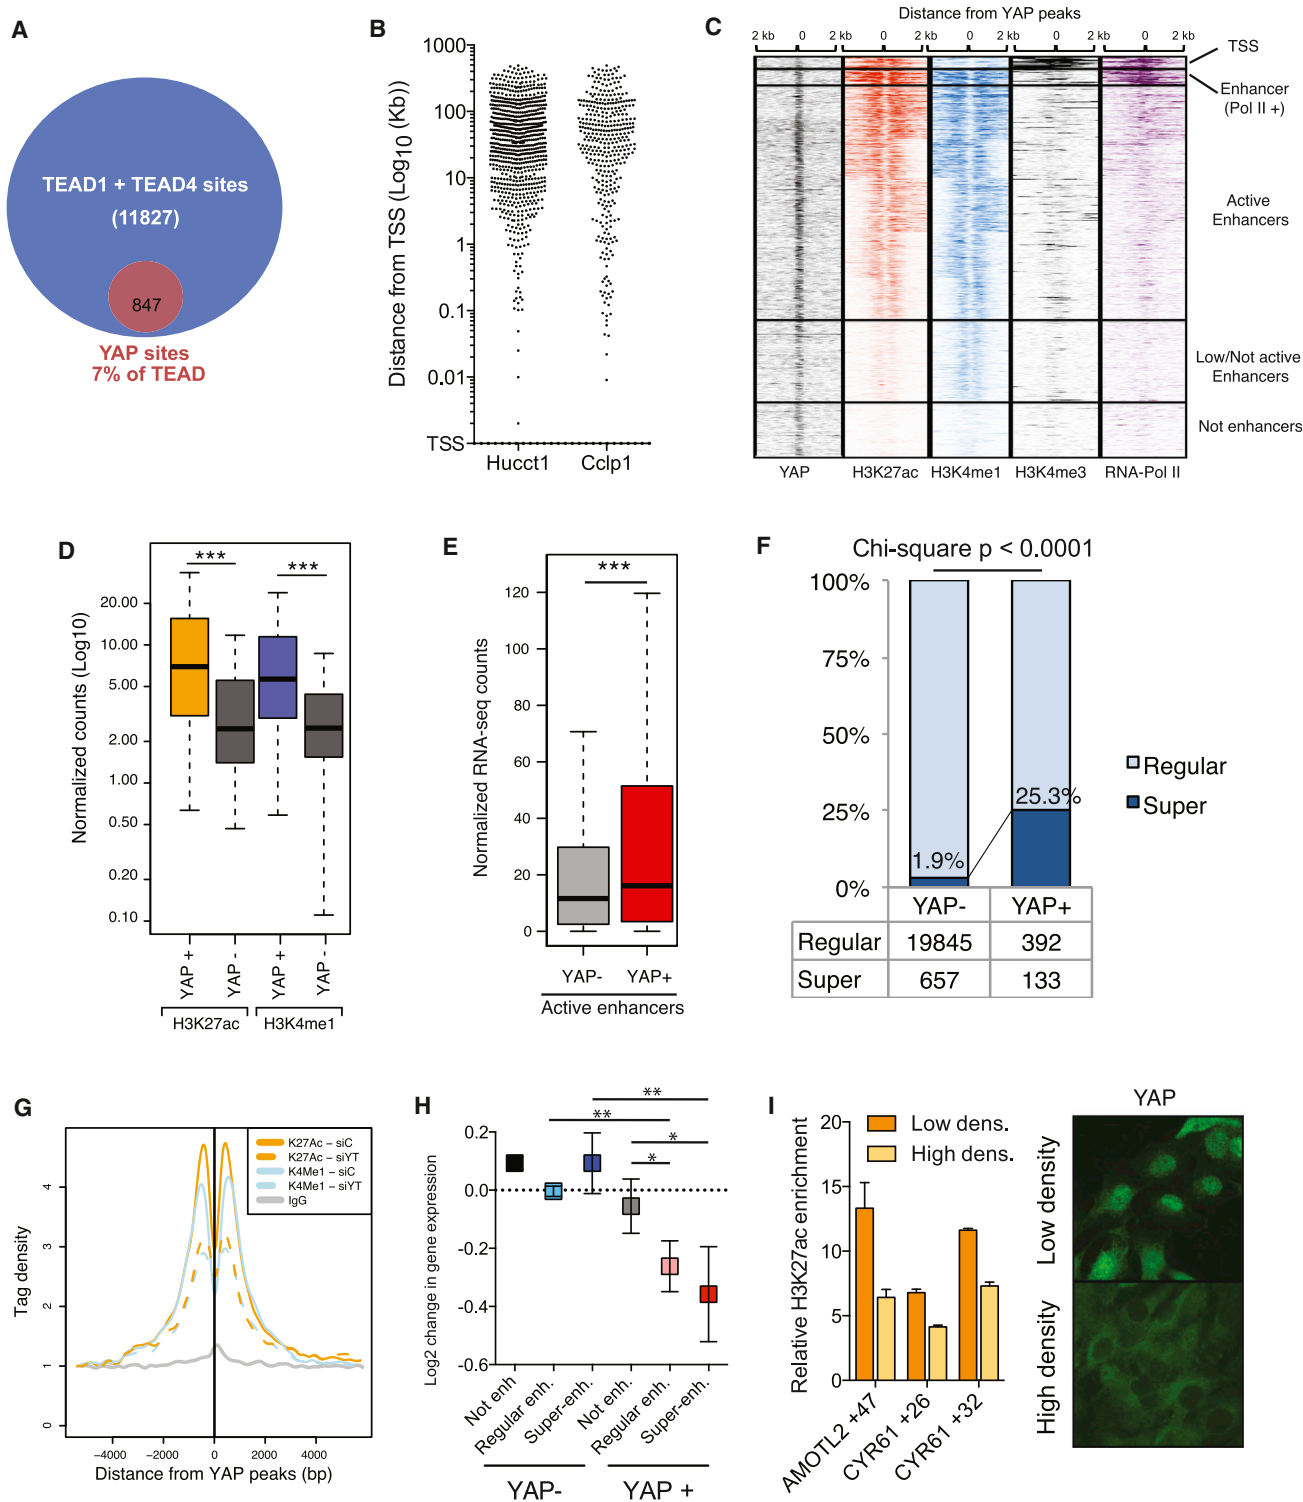 A
TEAD1 + TEAD4 sites
(11827)
847
YAP sites
7% of TEAD
B
Distance from TSS (Log10 (Kb))
1000
100
10
1
0.1
0.01
TSS
Hucct1
Cclp1
C
Distance from YAP peaks
2 kb 0 2 kb 0 2 kb 0 2 kb 0 2 kb 0 2 kb
TSS
Enhancer
(Pol II +)
Active
Enhancers
Low/Not active
Enhancers
Not enhancers
YAP H3K27ac H3K4me1 H3K4me3 RNA-Pol II
D
Normalized counts (Log10)
20.00
10.00
5.00
2.00
1.00
0.50
0.20
0.10
*** ***
YAP + YAP - YAP + YAP -
H3K27ac H3K4me1
E
Normalized RNA-seq counts
120
100
80
60
40
20
0
***
YAP- YAP+
Active enhancers
F
Chi-square p < 0.0001
100%
75%
50%
25%
0%
1.9%
25.3%
Regular
Super
YAP- YAP+
Regular 19845 392
Super 657 133
G
Tag density
4
3
2
1
0
K27Ac – siC
K27Ac – siYT
K4Me1 – siC
K4Me1 – siYT
IgG
−4000 −2000 0 2000 4000
Distance from YAP peaks (bp)
H
Log2 change in gene expression
0.2
0.0
-0.2
-0.4
-0.6
**
**
*
*
Not enh
Regular enh.
Super-enh.
Not enh.
Regular enh.
Super-enh.
YAP- YAP +
I
Relative H3K27ac enrichment
20
15
10
5
0
Low dens.
High dens.
AMOTL2 +47
CYR61 +26
CYR61 +32
YAP
Low density
High density